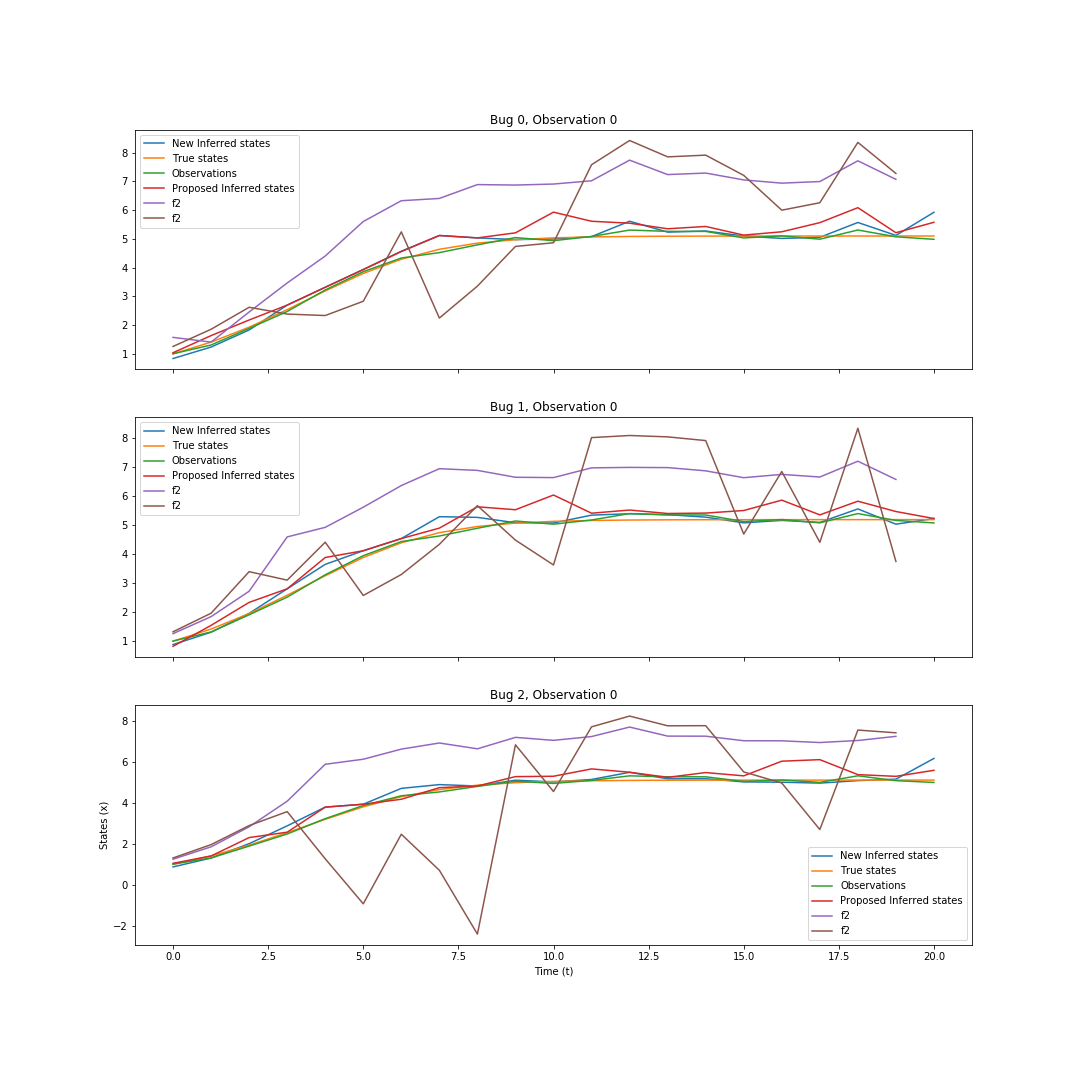 Bug 0, Observation 0
8
7
6
5
4
3
2
1
New Inferred states
True states
Observations
Proposed Inferred states
f2
f2
Bug 1, Observation 0
8
7
6
5
4
3
2
1
New Inferred states
True states
Observations
Proposed Inferred states
f2
f2
Bug 2, Observation 0
States (x)
8
6
4
2
0
−2
New Inferred states
True states
Observations
Proposed Inferred states
f2
f2
0.0 2.5 5.0 7.5 10.0 12.5 15.0 17.5 20.0
Time (t)